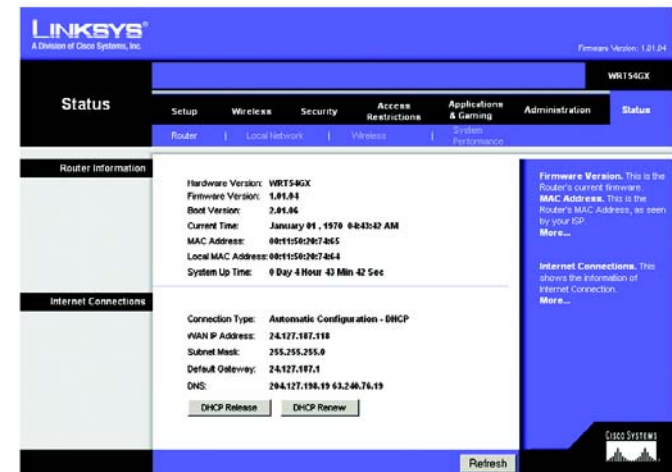 LINKSYS®
A Division of Cisco Systems, Inc.
Firmware Version: 1.01.04
WRT54GX
Status
Setup Wireless Security Access Restrictions Applications & Gaming Administration Status
Router | Local Network | Wireless | System Performance
Router Information
Hardware Version: WRT54GX
Firmware Version: 1.01.04
Boot Version: 2.01.06
Current Time: January 01 , 1970 04:43:42 AM
MAC Address: 00:11:50:20:74:65
Local MAC Address: 00:11:50:20:74:64
System Up Time: 0 Day 4 Hour 43 Min 42 Sec
Internet Connections
Connection Type: Automatic Configuration - DHCP
WAN IP Address: 24.127.187.118
Subnet Mask: 255.255.255.0
Default Gateway: 24.127.187.1
DNS: 204.127.198.19 63.240.76.19
DHCP Release DHCP Renew
Refresh
Firmware Version. This is the
Router's current firmware.
MAC Address. This is the
Router's MAC Address, as seen
by your ISP.
More...
Internet Connections. This
shows the information of
Internet Connection.
More...
CISCO SYSTEMS